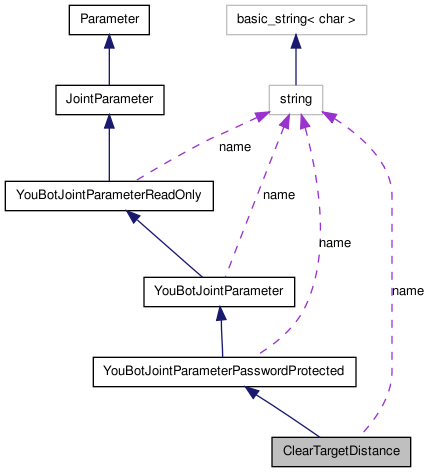 Parameter
basic_string< char >
JointParameter
string
name
YouBotJointParameterReadOnly
name
name
YouBotJointParameter
name
YouBotJointParameterPasswordProtected
ClearTargetDistance